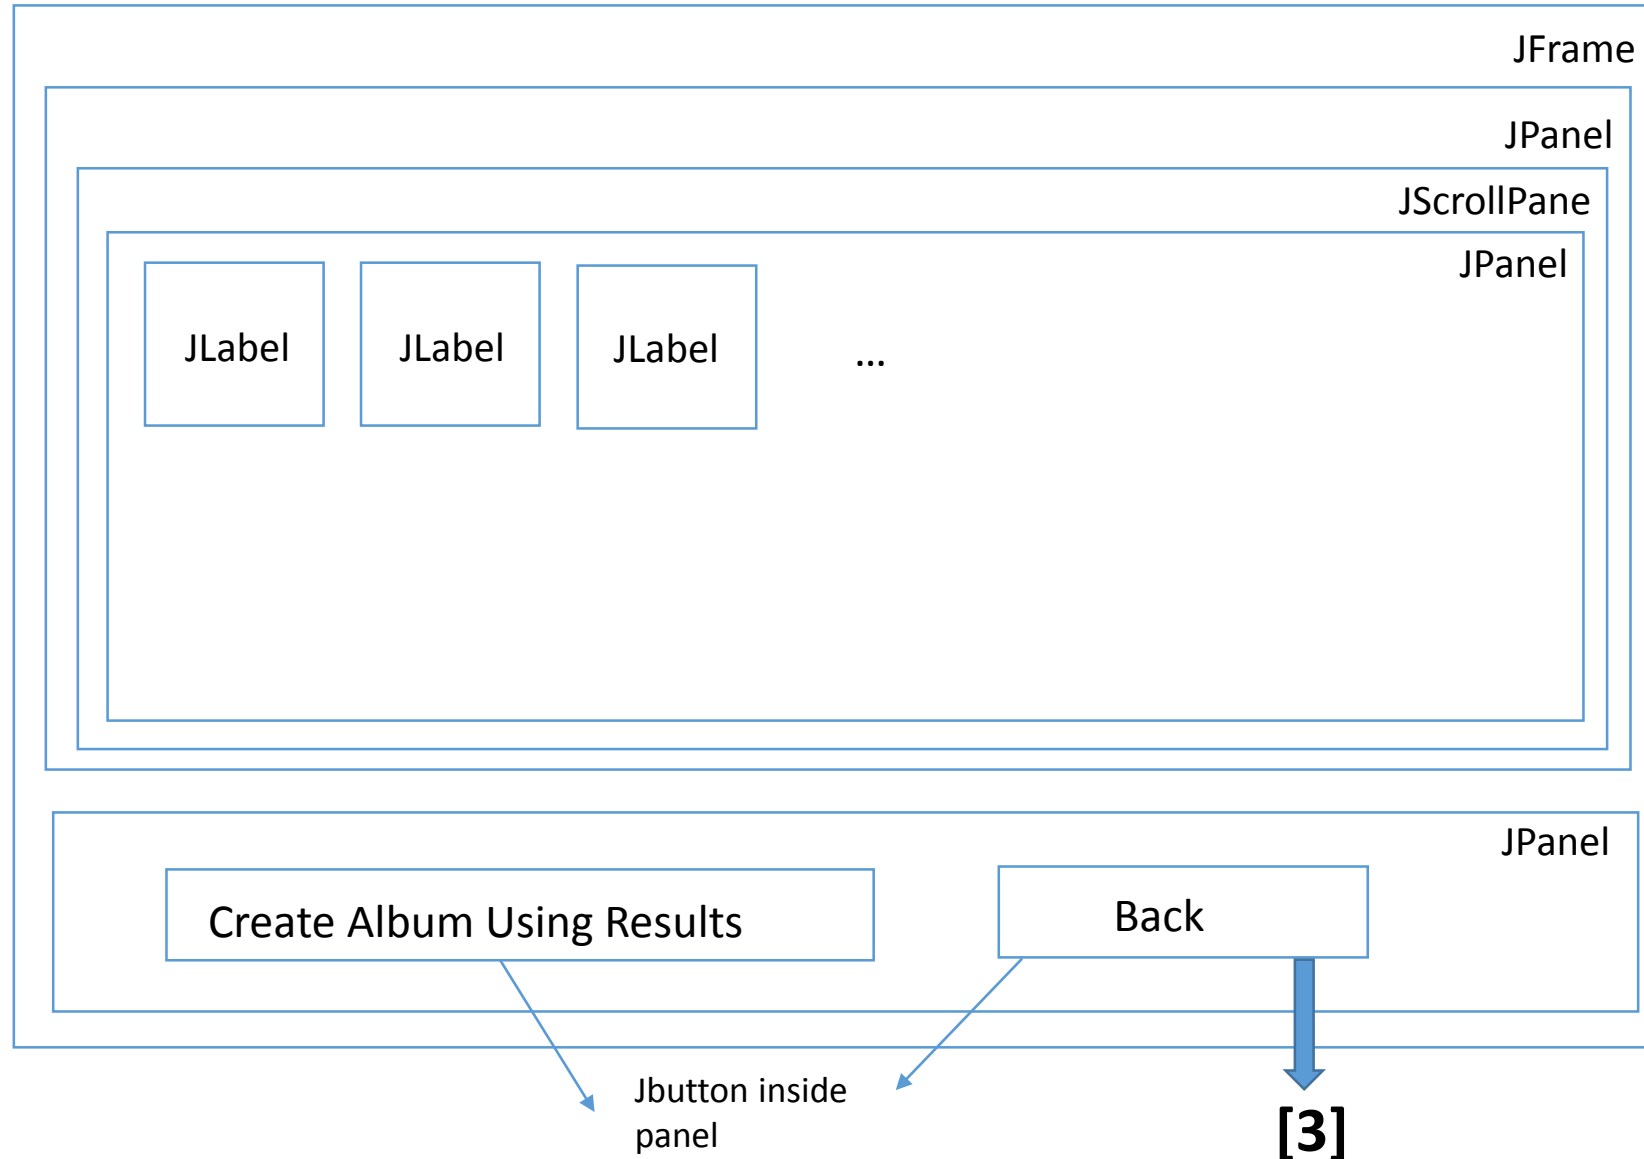 JFrame
JPanel
JScrollPane
JPanel
JLabel
JLabel
JLabel
...
JPanel
Create Album Using Results
Back
Jbutton inside
panel
[3]